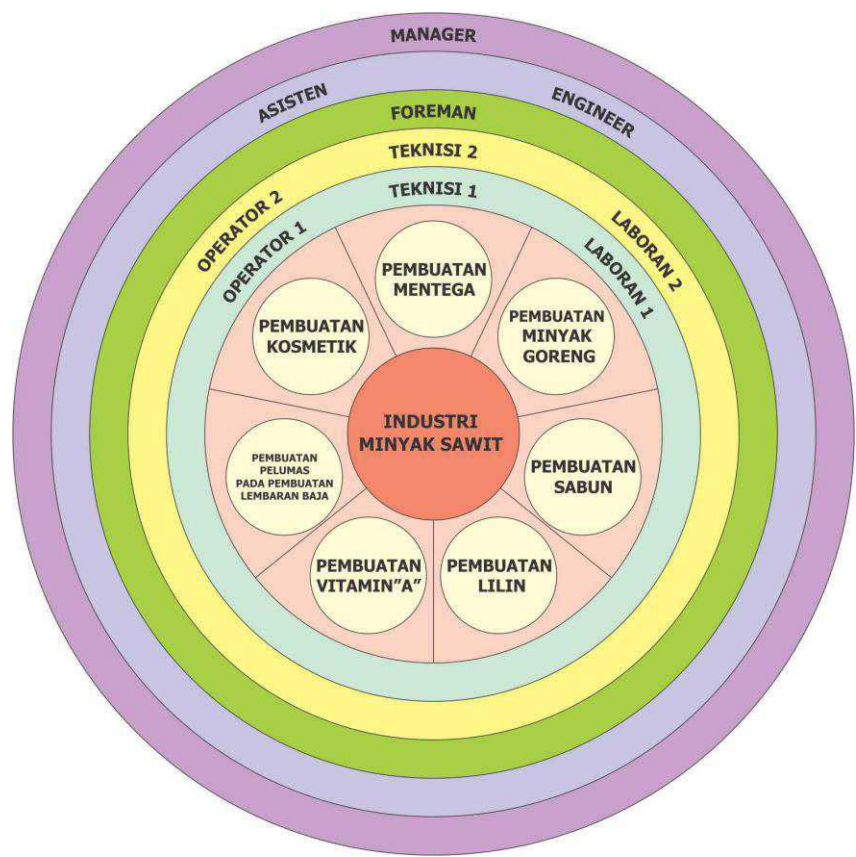 MANAGER
ASISTEN
ENGINEER
FOREMAN
TEKNISI 2
OPERATOR 2
LABORAN 2
TEKNISI 1
OPERATOR 1
LABORAN 1
PEMBUATAN
MENTEGA
PEMBUATAN
MINYAK
GORENG
PEMBUATAN
KOSMETIK
INDUSTRI
MINYAK SAWIT
PEMBUATAN
PELUMAS
PADA PEMBUATAN
LEMBARAN BAJA
PEMBUATAN
SABUN
PEMBUATAN
VITAMIN”A”
PEMBUATAN
LILIN